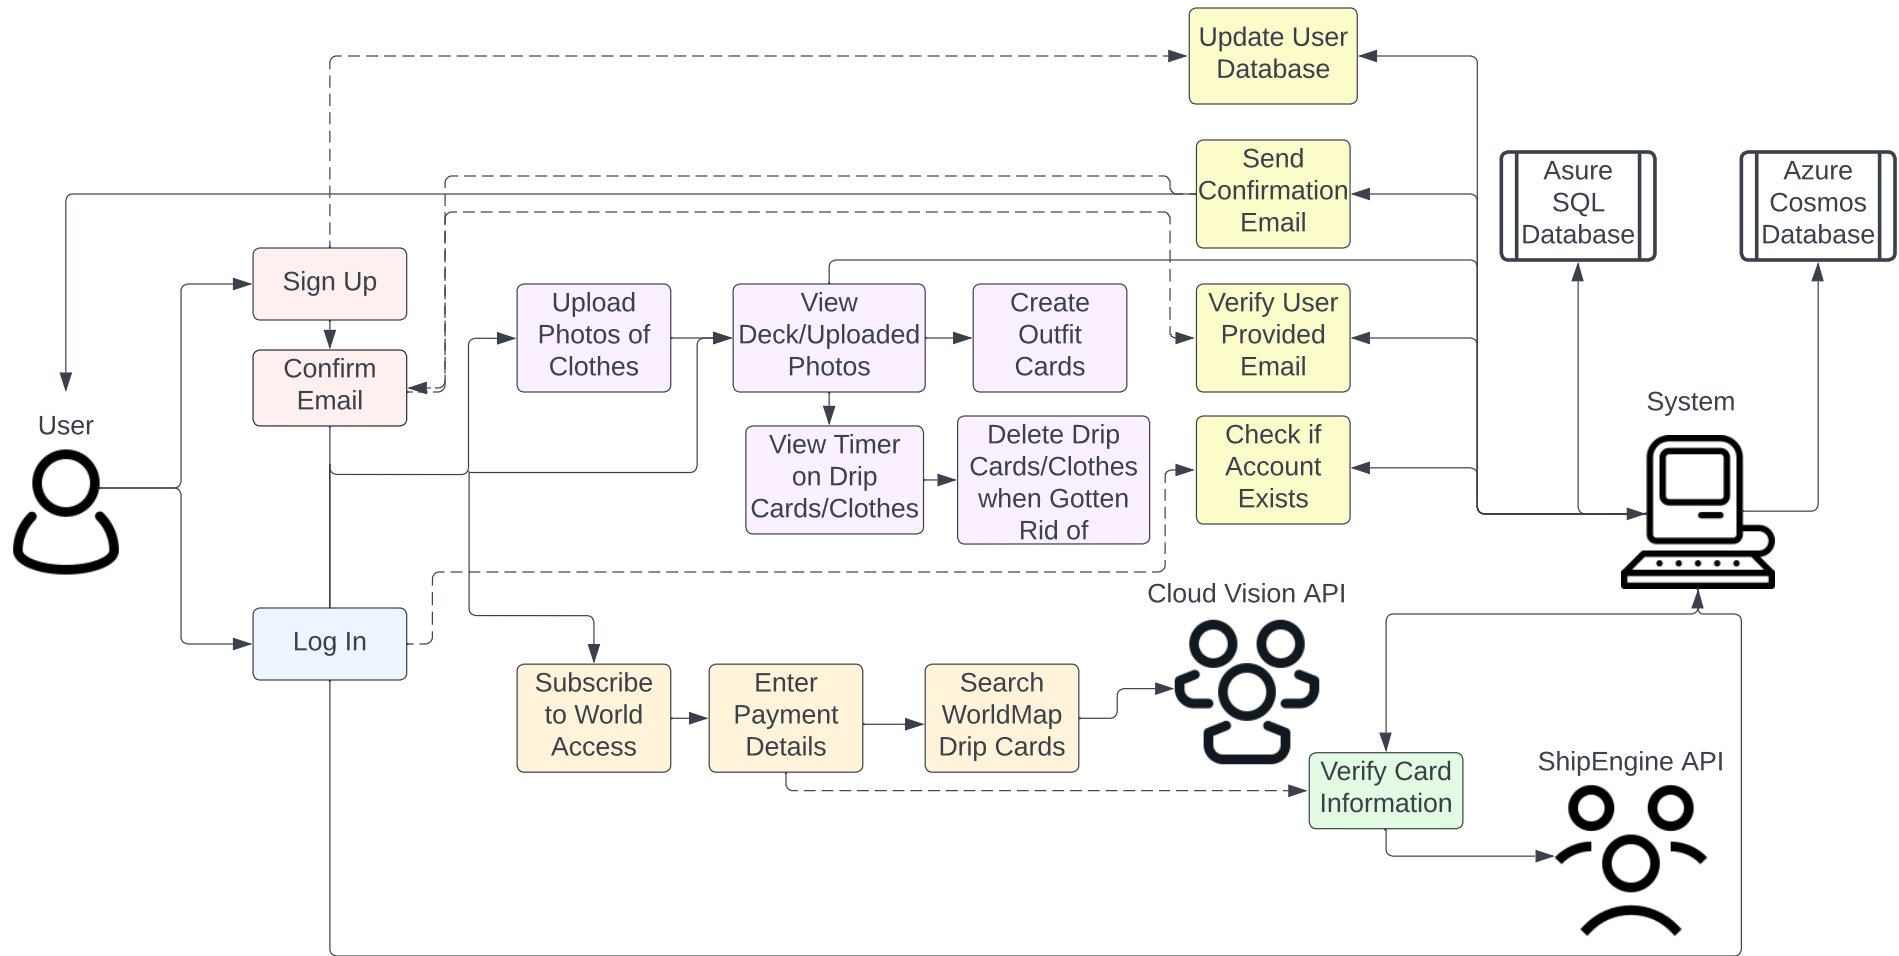 Update User
Database
Send
Confirmation
Email
Asure
SQL
Database
Azure
Cosmos
Database
Sign Up
Upload
Photos of
Clothes
View
Deck/Uploaded
Photos
Create
Outfit
Cards
Verify User
Provided
Email
Confirm
Email
User
System
View Timer
on Drip
Cards/Clothes
Delete Drip
Cards/Clothes
when Gotten
Rid of
Check if
Account
Exists
Log In
Cloud Vision API
Subscribe
to World
Access
Enter
Payment
Details
Search
WorldMap
Drip Cards
Verify Card
Information
ShipEngine API